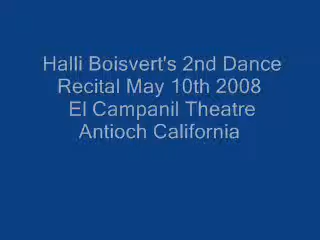 Halli Boisvert's 2nd Dance
Recital May 10th 2008
El Campanil Theatre
Antioch California